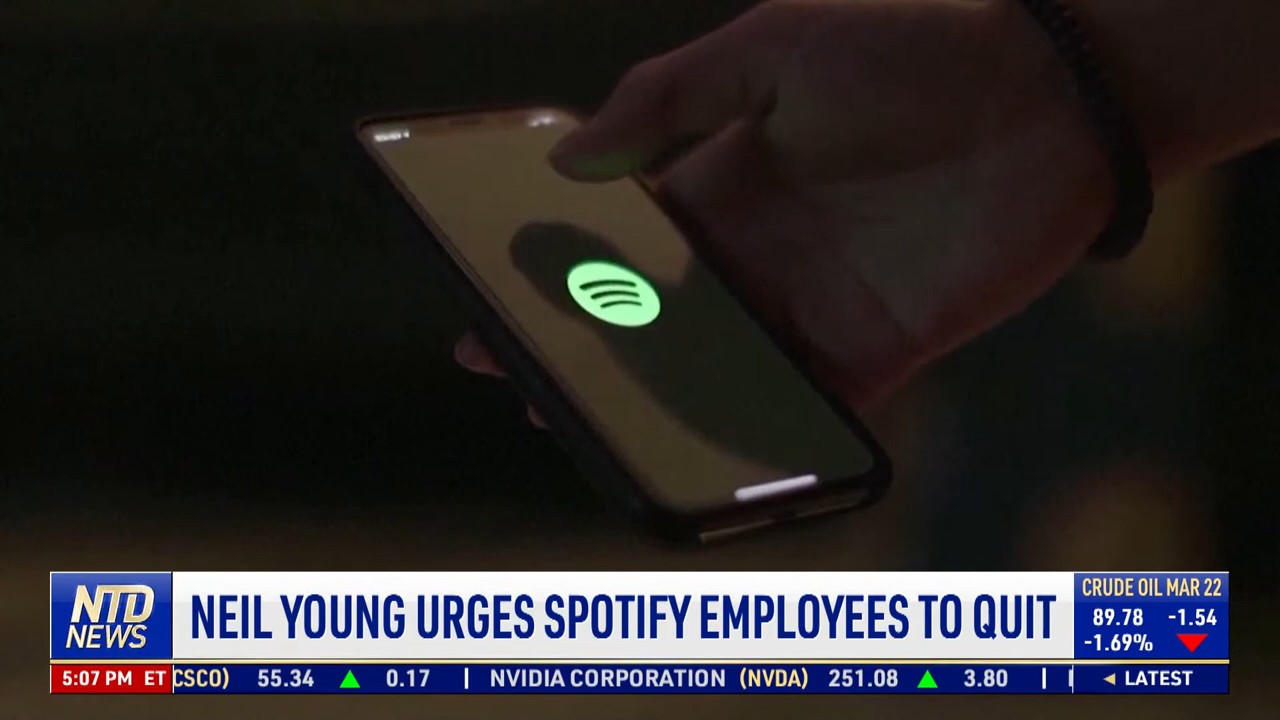 NTD
NEWS
NEIL YOUNG URGES SPOTIFY EMPLOYEES TO QUIT
CRUDE OIL MAR 22
89.78 -1.54
-1.69%
5:07 PM ET
CSCO) 55.34 0.17 | NVIDIA CORPORATION (NVDA) 251.08 3.80 |
LATEST